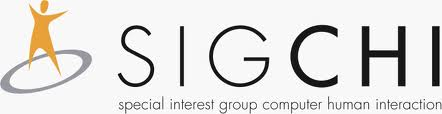 SIGCHI
special interest group computer human interaction